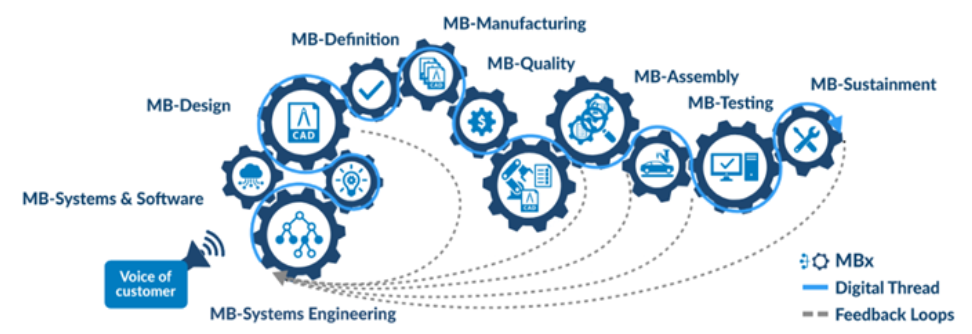 MB-Manufacturing
MB-Definition
MB-Quality
MB-Assembly
MB-Sustainment
MB-Design
MB-Testing
CAD
CAD
$
CAD
MB-Systems & Software
Voice of
customer
MB-Systems Engineering
MBx
Digital Thread
Feedback Loops